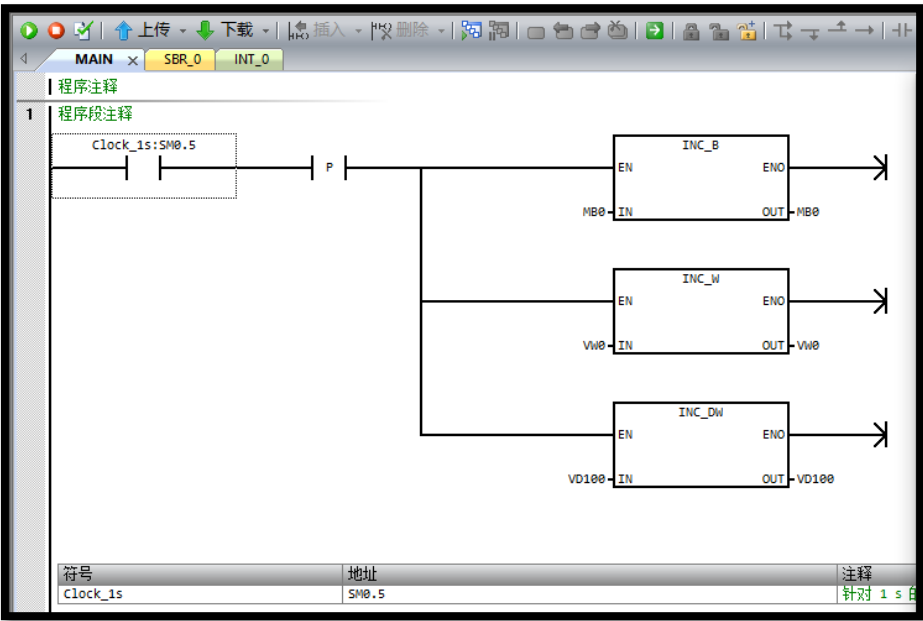 上传 下载 插入 删除
MAIN SBR_0 INT_0
程序注释
1 程序段注释
Clock_1s:SM0.5
P
INC_B
EN ENO
MB0 IN OUT MB0
INC_W
EN ENO
VW0 IN OUT VW0
INC_DW
EN ENO
VD100 IN OUT VD100
符号 地址 注释
Clock_1s SM0.5 针对 1 s